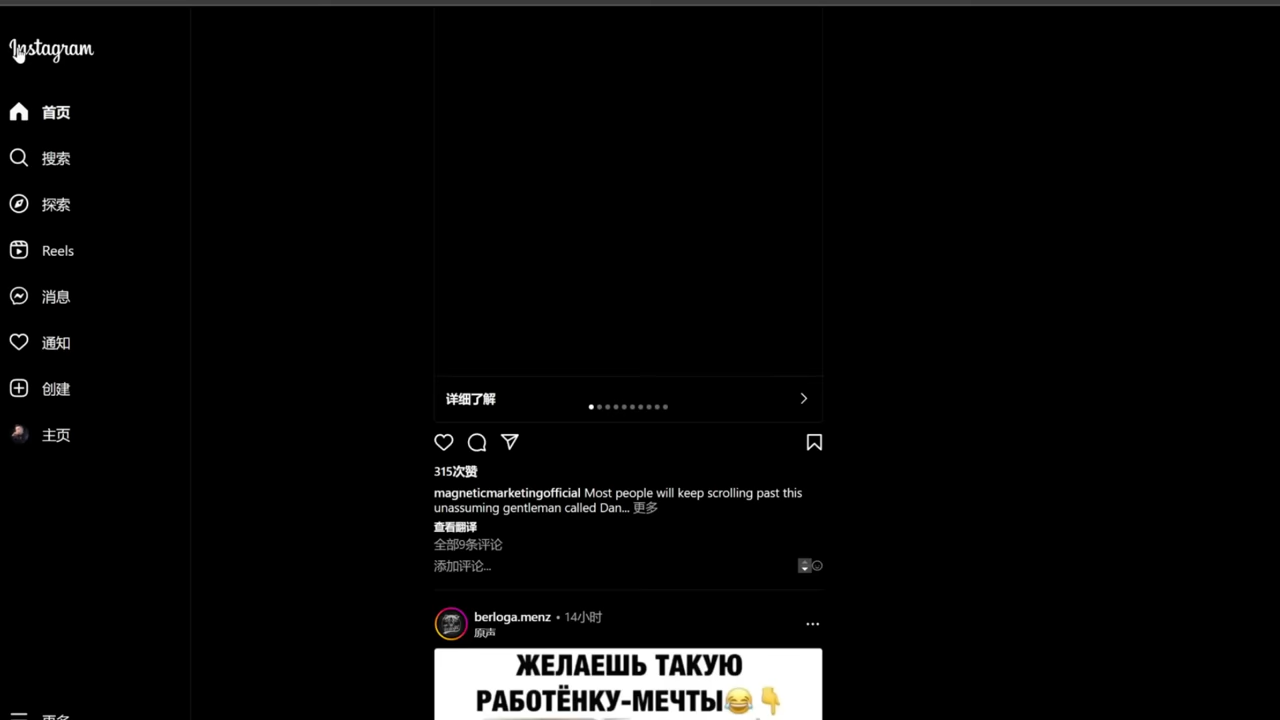 Instagram
首页
搜索
探索
Reels
消息
通知
创建
主页
详细了解
315次赞
magneticmarketingofficial Most people will keep scrolling past this
unassuming gentleman called Dan... 更多
查看翻译
全部9条评论
添加评论...
berloga.menz • 14小时
原声
ЖЕЛАЕШЬ ТАКУЮ
РАБОТЁНКУ-МЕЧТЫ😂👇
更多